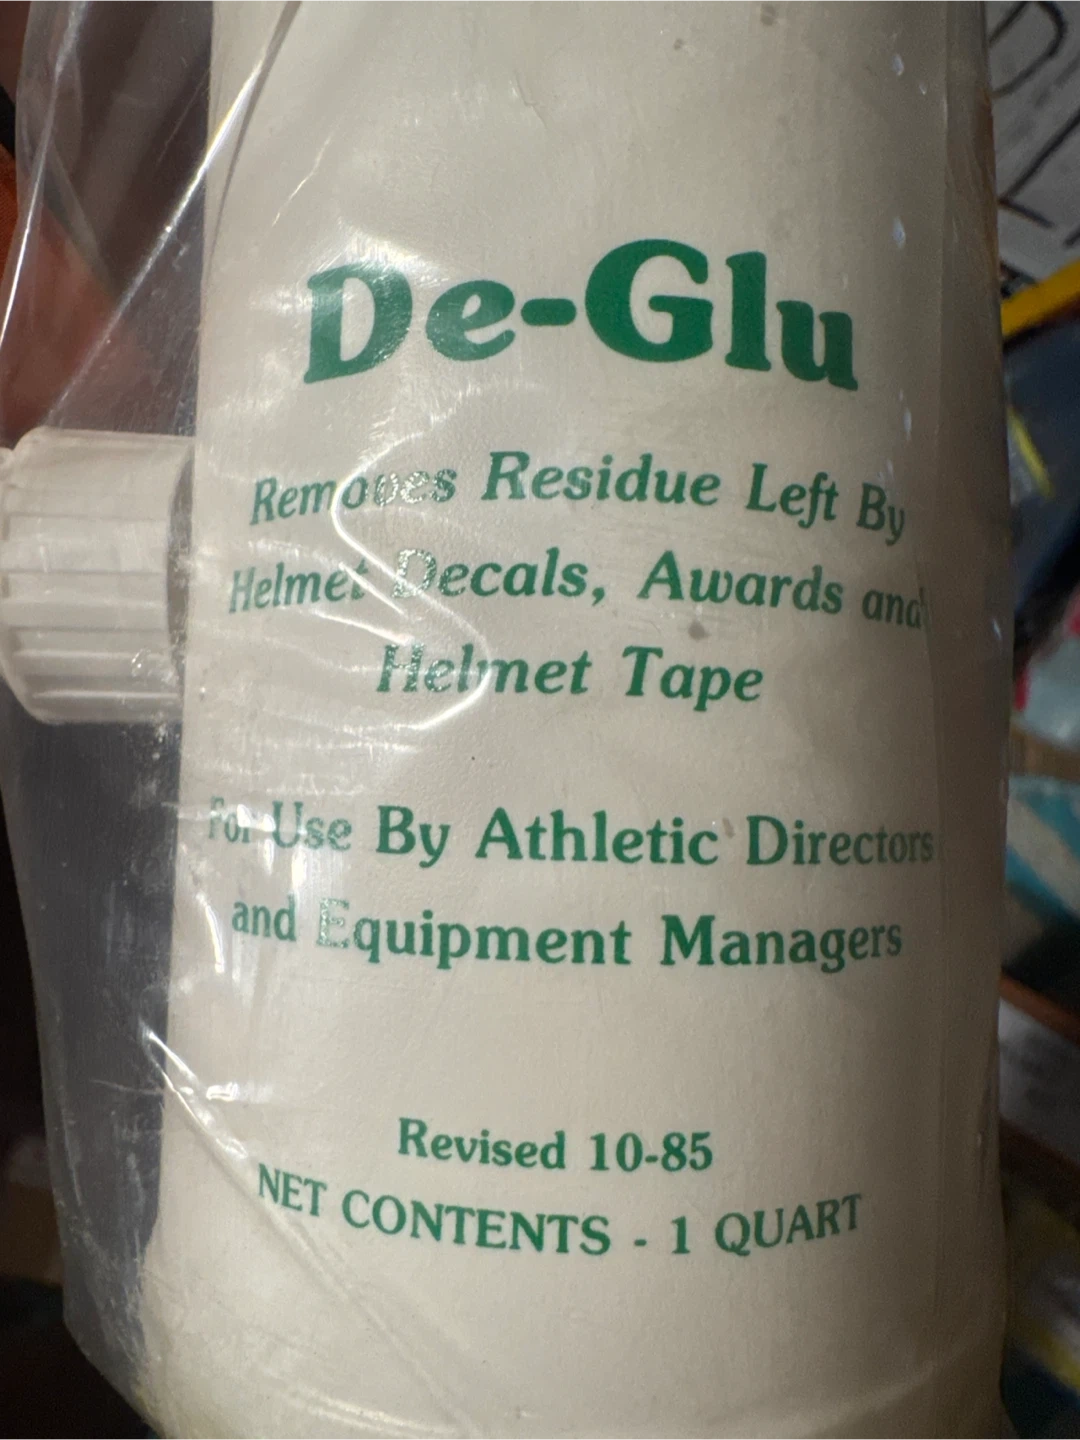 De-Glu
Removes Residue Left By
Helmet Decals, Awards and
Helmet Tape
For Use By Athletic Directors
and Equipment Managers
Revised 10-85
NET CONTENTS - 1 QUART